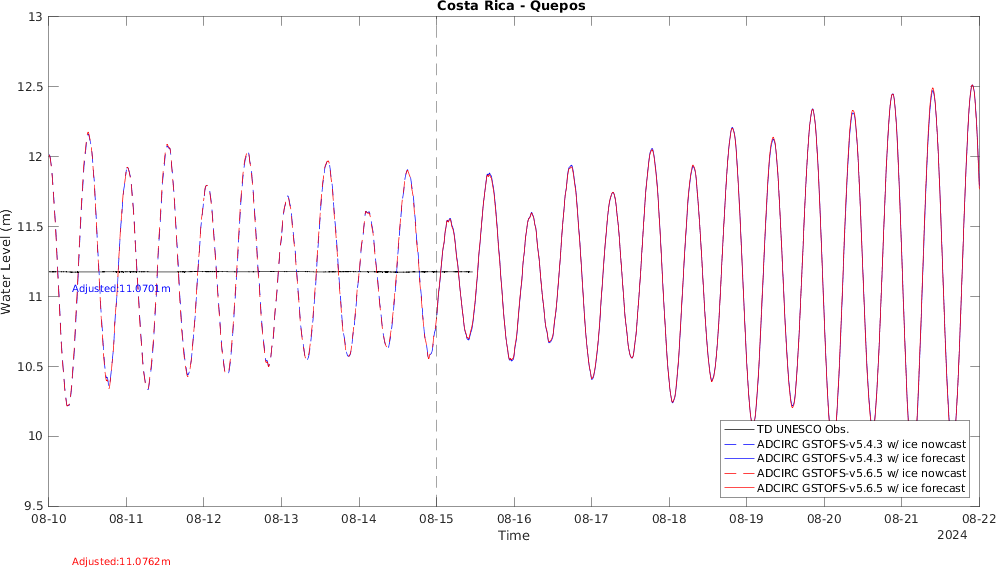 Costa Rica - Quepos
13
12.5
12
11.5
11
10.5
10
9.5
Water Level (m)
Adjusted:11.0701m
TD UNESCO Obs.
ADCIRC GSTOFS-v5.4.3 w/ ice nowcast
ADCIRC GSTOFS-v5.4.3 w/ ice forecast
ADCIRC GSTOFS-v5.6.5 w/ ice nowcast
ADCIRC GSTOFS-v5.6.5 w/ ice forecast
08-10 08-11 08-12 08-13 08-14 08-15 08-16 08-17 08-18 08-19 08-20 08-21 08-22
Time
2024
Adjusted:11.0762m